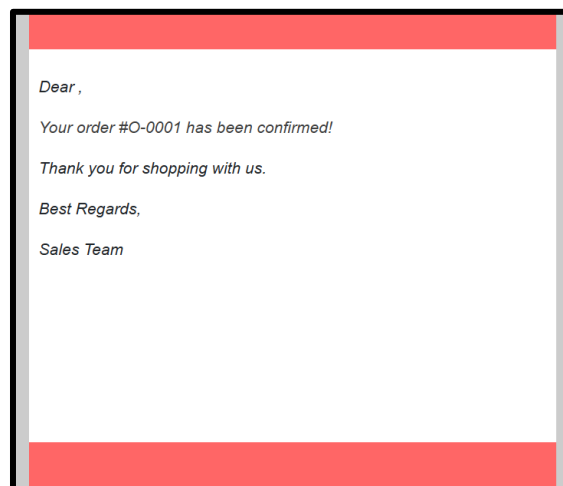 Dear ,
Your order #O-0001 has been confirmed!
Thank you for shopping with us.
Best Regards,
Sales Team